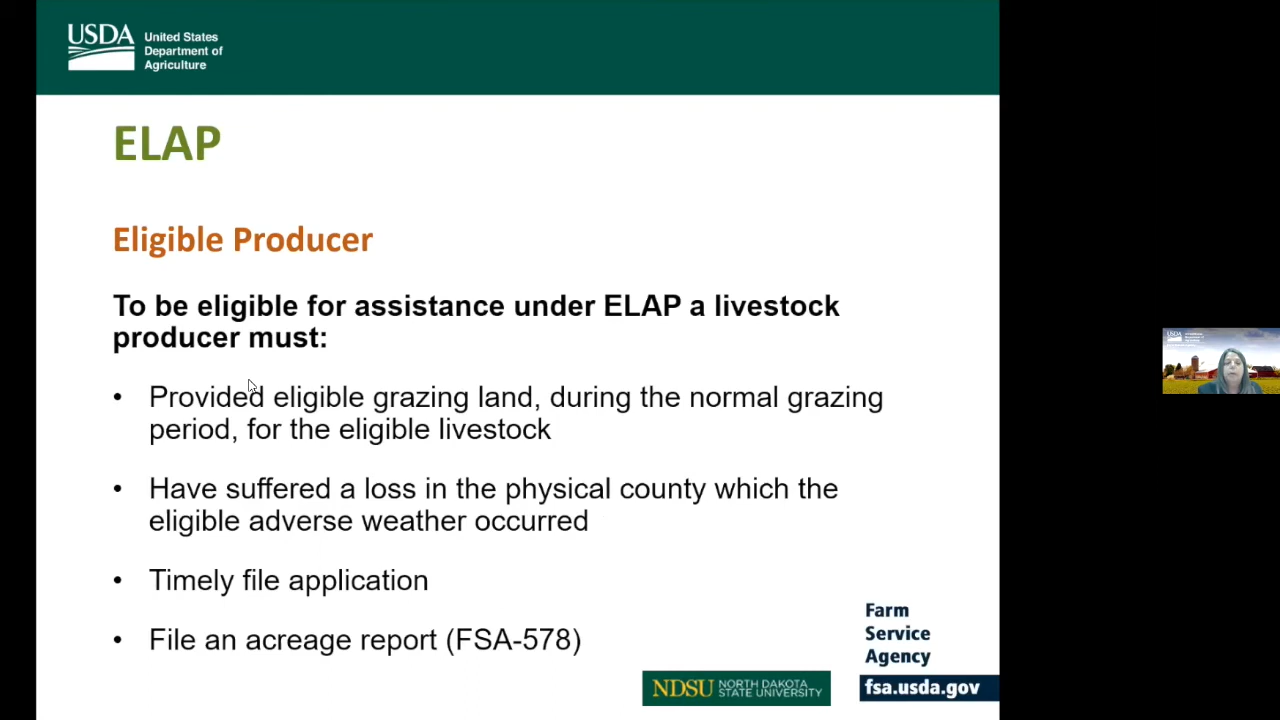 USDA
United States
Department of
Agriculture
ELAP
Eligible Producer
To be eligible for assistance under ELAP a livestock
producer must:
• Provided eligible grazing land, during the normal grazing
period, for the eligible livestock
• Have suffered a loss in the physical county which the
eligible adverse weather occurred
• Timely file application
• File an acreage report (FSA-578)
Farm
Service
Agency
fsa.usda.gov
NDSU NORTH DAKOTA
STATE UNIVERSITY
USDA